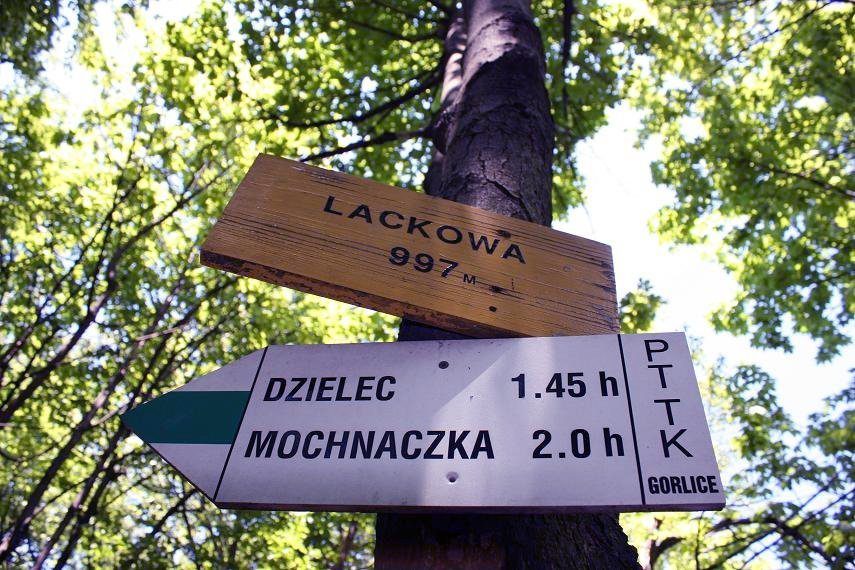 LACKOWA
997 M
DZIELEC 1.45 h
MOCHNACZKA 2.0 h
PTTK
GORLICE